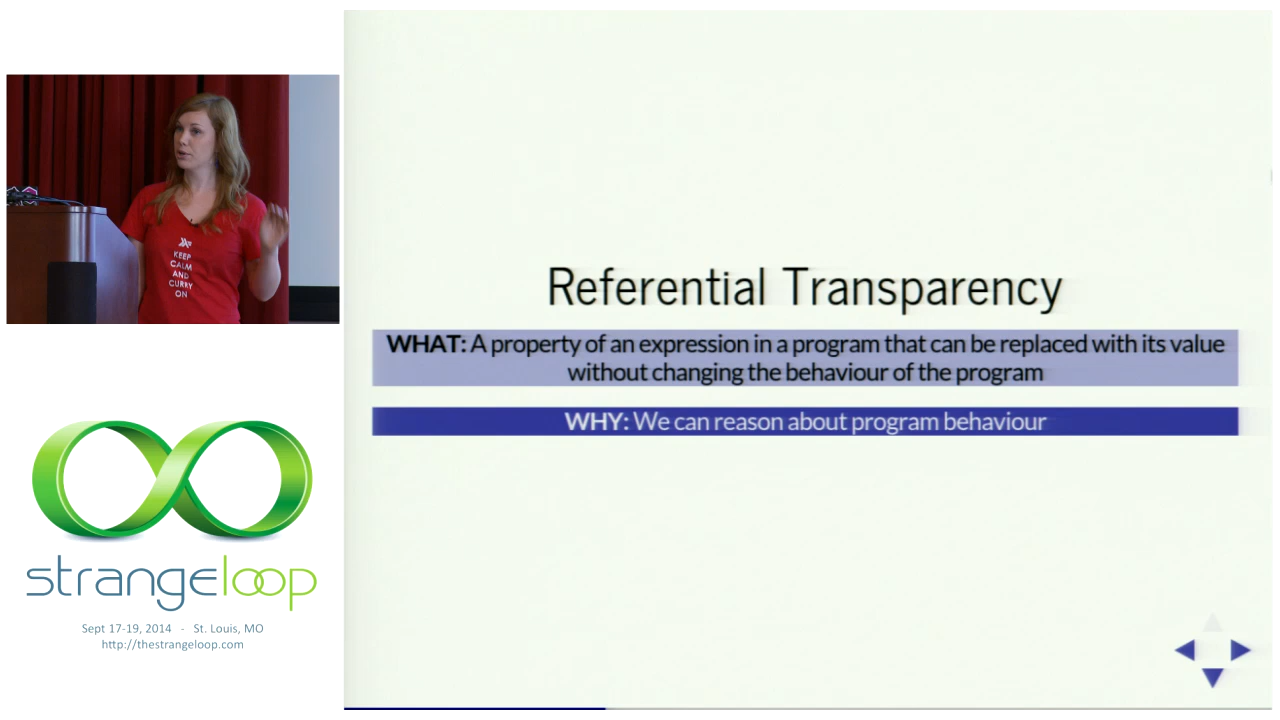 KEEP
CALM
AND
CURRY
ON
strangeloop
Sept 17-19, 2014 - St. Louis, MO
http://thestrangeloop.com
Referential Transparency
WHAT: A property of an expression in a program that can be replaced with its value
without changing the behaviour of the program
WHY: We can reason about program behaviour